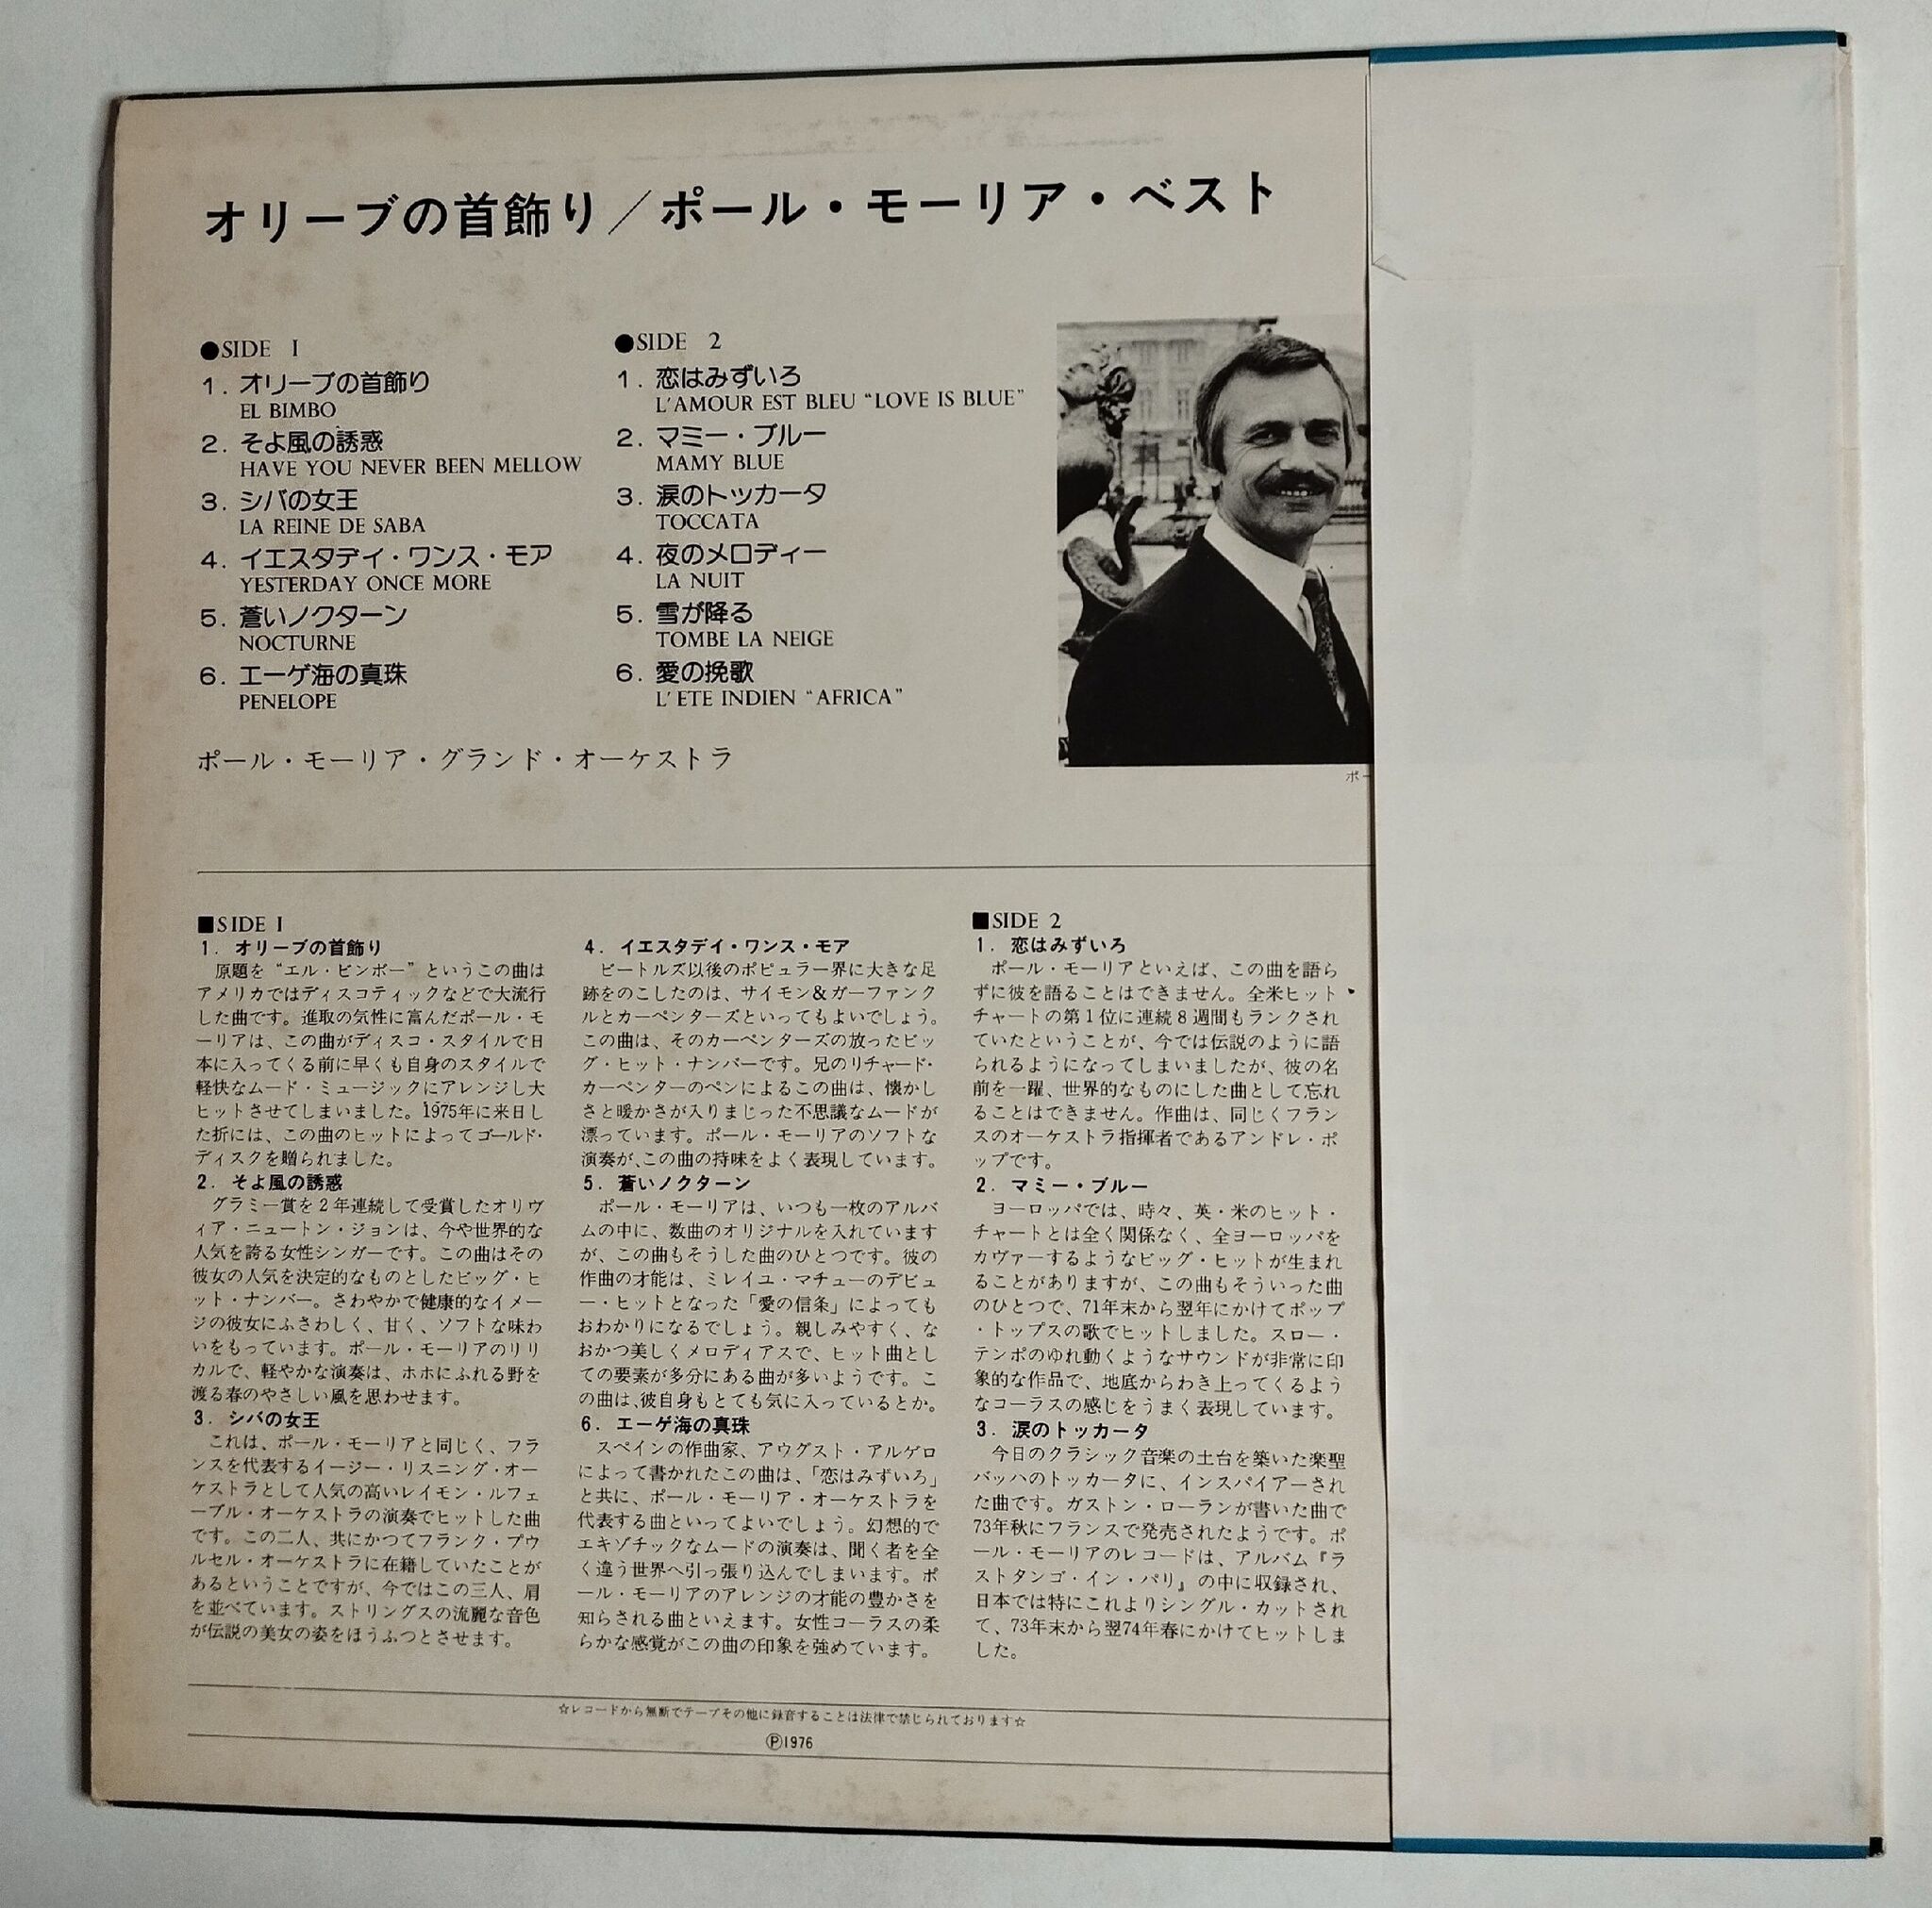 オリーブの首飾り／ポール・モーリア・ベスト
●SIDE 1
1. オリーブの首飾り
EL BIMBO
2. そよ風の誘惑
HAVE YOU NEVER BEEN MELLOW
3. シバの女王
LA REINE DE SABA
4. イエスタデイ・ワンス・モア
YESTERDAY ONCE MORE
5. 蒼いノクターン
NOCTURNE
6. エーゲ海の真珠
PENELOPE
●SIDE 2
1. 恋はみずいろ
L'AMOUR EST BLEU “LOVE IS BLUE”
2. マミー・ブルー
MAMY BLUE
3. 涙のトッカータ
TOCCATA
4. 夜のメロディー
LA NUIT
5. 雪が降る
TOMBE LA NEIGE
6. 愛の挽歌
L'ETE INDIEN “AFRICA”
ポール・モーリア・グランド・オーケストラ
ポー
■SIDE 1
1. オリーブの首飾り
原題を“エル・ビンボー”というこの曲は
アメリカではディスコティックなどで大流行
した曲です。進取の気性に富んだポール・モ
ーリアは、この曲がディスコ・スタイルで日
本に入ってくる前に早くも自身のスタイルで
軽快なムード・ミュージックにアレンジし大
ヒットさせてしまいました。1975年に来日し
た折には、この曲のヒットによってゴールド・
ディスクを贈られました。
2. そよ風の誘惑
グラミー賞を2年連続して受賞したオリヴ
ィア・ニュートン・ジョンは、今や世界的な
人気を誇る女性シンガーです。この曲はその
彼女の人気を決定的なものとしたビッグ・ヒ
ット・ナンバー。さわやかで健康的なイメー
ジの彼女にふさわしく、甘く、ソフトな味わ
いをもっています。ポール・モーリアのリリ
カルで、軽やかな演奏は、ホホにふれる野を
渡る春のやさしい風を思わせます。
3. シバの女王
これは、ポール・モーリアと同じく、フラ
ンスを代表するイージー・リスニング・オー
ケストラとして人気の高いレイモン・ルフェ
ーブル・オーケストラの演奏でヒットした曲
です。この二人、共にかつてフランク・プウ
ルセル・オーケストラに在籍していたことが
あるということですが、今ではこの三人、肩
を並べています。ストリングスの流麗な音色
が伝説の美女の姿をほうふつとさせます。
4. イエスタデイ・ワンス・モア
ビートルズ以後のポピュラー界に大きな足
跡をのこしたのは、サイモン&ガーファンク
ルとカーペンターズといってもよいでしょう。
この曲は、そのカーペンターズの放ったビッ
グ・ヒット・ナンバーです。兄のリチャード・
カーペンターのペンによるこの曲は、懐かし
さと暖かさが入りまじった不思議なムードが
漂っています。ポール・モーリアのソフトな
演奏が、この曲の持味をよく表現しています。
5. 蒼いノクターン
ポール・モーリアは、いつも一枚のアルバ
ムの中に、数曲のオリジナルを入れています
が、この曲もそうした曲のひとつです。彼の
作曲の才能は、ミレイユ・マチューのデビュ
ー・ヒットとなった「愛の信条」によっても
おわかりになるでしょう。親しみやすく、な
おかつ美しくメロディアスで、ヒット曲とし
ての要素が多分にある曲が多いようです。こ
の曲は、彼自身もとても気に入っているとか。
6. エーゲ海の真珠
スペインの作曲家、アウグスト・アルゲロ
によって書かれたこの曲は、「恋はみずいろ」
と共に、ポール・モーリア・オーケストラを
代表する曲といってよいでしょう。幻想的で
エキゾチックなムードの演奏は、聞く者を全
く違う世界へ引っ張り込んでしまいます。ポ
ール・モーリアのアレンジの才能の豊かさを
知らされる曲といえます。女性コーラスの柔
らかな感覚がこの曲の印象を強めています。
■SIDE 2
1. 恋はみずいろ
ポール・モーリアといえば、この曲を語ら
ずに彼を語ることはできません。全米ヒット・
チャートの第1位に連続8週間もランクされ
ていたということが、今では伝説のように語
られるようになってしまいましたが、彼の名
前を一躍、世界的なものにした曲として忘れ
ることはできません。作曲は、同じくフラン
スのオーケストラ指揮者であるアンドレ・ポ
ップです。
2. マミー・ブルー
ヨーロッパでは、時々、英・米のヒット・
チャートとは全く関係なく、全ヨーロッパを
カヴァーするようなビッグ・ヒットが生まれ
ることがありますが、この曲もそういった曲
のひとつで、71年末から翌年にかけてポップ
・トップスの歌でヒットしました。スロー・
テンポのゆれ動くようなサウンドが非常に印
象的な作品で、地底からわき上ってくるよう
なコーラスの感じをうまく表現しています。
3. 涙のトッカータ
今日のクラシック音楽の土台を築いた楽聖
バッハのトッカータに、インスパイアーされ
た曲です。ガストン・ローランが書いた曲で
73年秋にフランスで発売されたようです。ポ
ール・モーリアのレコードは、アルバム『ラ
ストタンゴ・イン・パリ』の中に収録され、
日本では特にこれよりシングル・カットされ
て、73年末から翌74年春にかけてヒットしま
した。
☆レコードから無断でテープその他に録音することは法律で禁じられております☆
Ⓟ1976